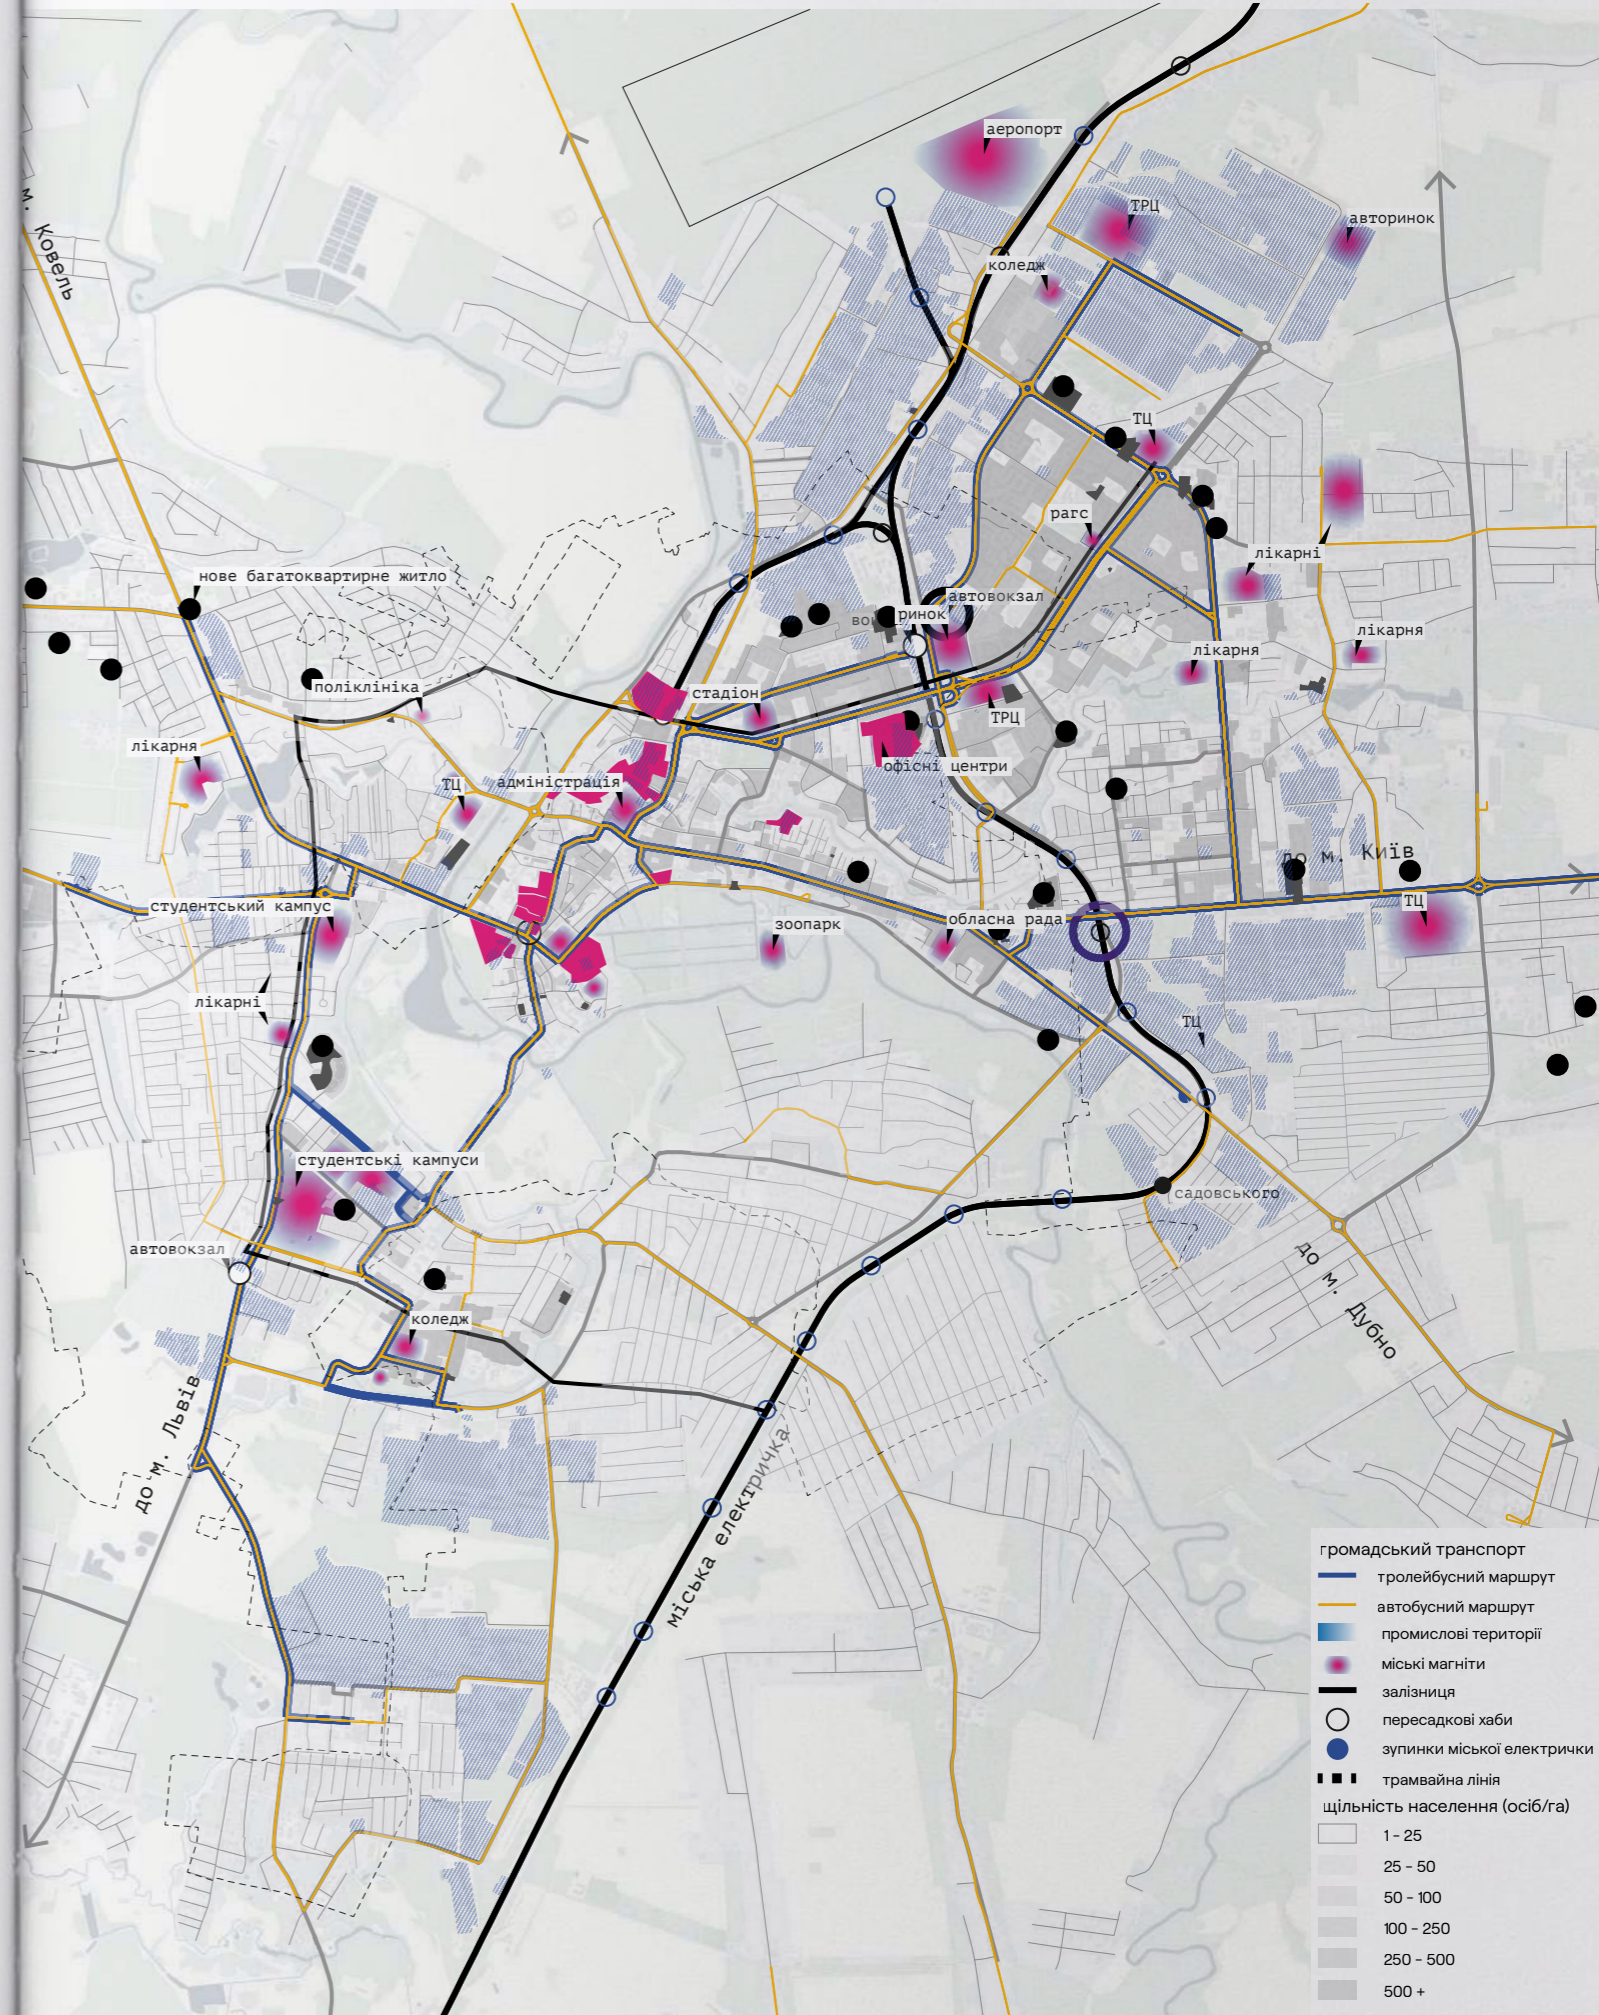 м. Ковель
аеропорт
ТРЦ
авторинок
коледж
ТЦ
рагс
лікарні
нове багатоквартирне житло
автовокзал
ринок
лікарня
лікарня
поліклініка
стадіон
ТРЦ
лікарня
офісні центри
адміністрація
ТЦ
до м. Київ
ТЦ
студентський кампус
обласна рада
зоопарк
лікарні
ТЦ
студентські кампуси
садовського
автовокзал
до м. Дубно
коледж
до м. Львів
міська електричка
громадський транспорт
тролейбусний маршрут
автобусний маршрут
промислові території
міські магніти
залізниця
пересадкові хаби
зупинки міської електрички
трамвайна лінія
щільність населення (осіб/га)
1 - 25
25 - 50
50 - 100
100 - 250
250 - 500
500 +